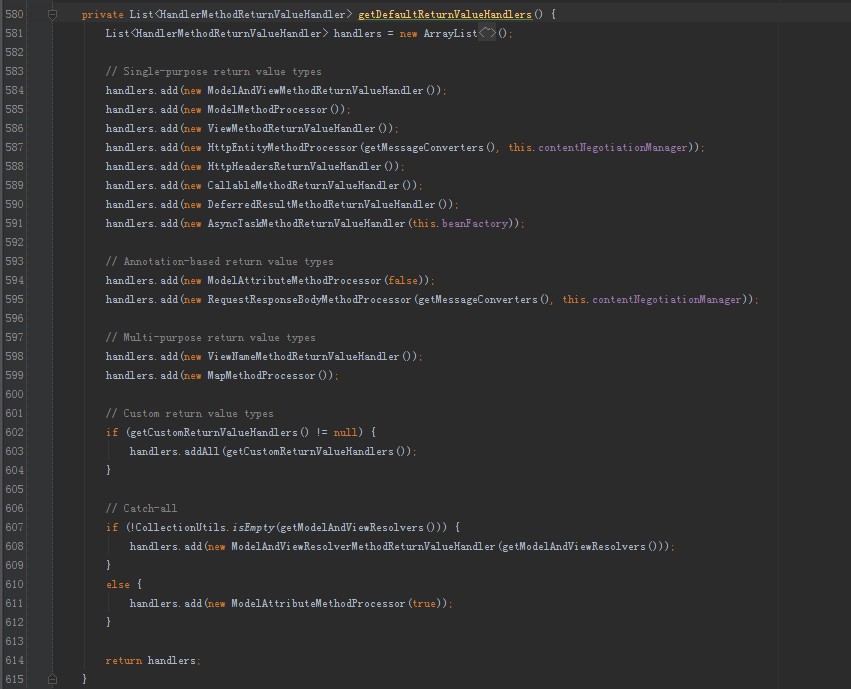 580 private List<HandlerMethodReturnValueHandler> getDefaultReturnValueHandlers() {
581 List<HandlerMethodReturnValueHandler> handlers = new ArrayList<~>();
582
583 // Single-purpose return value types
584 handlers.add(new ModelAndViewMethodReturnValueHandler());
585 handlers.add(new ModelMethodProcessor());
586 handlers.add(new ViewMethodReturnValueHandler());
587 handlers.add(new HttpEntityMethodProcessor(getMessageConverters(), this.contentNegotiationManager));
588 handlers.add(new HttpHeadersReturnValueHandler());
589 handlers.add(new CallableMethodReturnValueHandler());
590 handlers.add(new DeferredResultMethodReturnValueHandler());
591 handlers.add(new AsyncTaskMethodReturnValueHandler(this.beanFactory));
592
593 // Annotation-based return value types
594 handlers.add(new ModelAttributeMethodProcessor(false));
595 handlers.add(new RequestResponseBodyMethodProcessor(getMessageConverters(), this.contentNegotiationManager));
596
597 // Multi-purpose return value types
598 handlers.add(new ViewNameMethodReturnValueHandler());
599 handlers.add(new MapMethodProcessor());
600
601 // Custom return value types
602 if (getCustomReturnValueHandlers() != null) {
603 handlers.addAll(getCustomReturnValueHandlers());
604 }
605
606 // Catch-all
607 if (!CollectionUtils.isEmpty(getModelAndViewResolvers())) {
608 handlers.add(new ModelAndViewResolverMethodReturnValueHandler(getModelAndViewResolvers()));
609 }
610 else {
611 handlers.add(new ModelAttributeMethodProcessor(true));
612 }
613
614 return handlers;
615 }